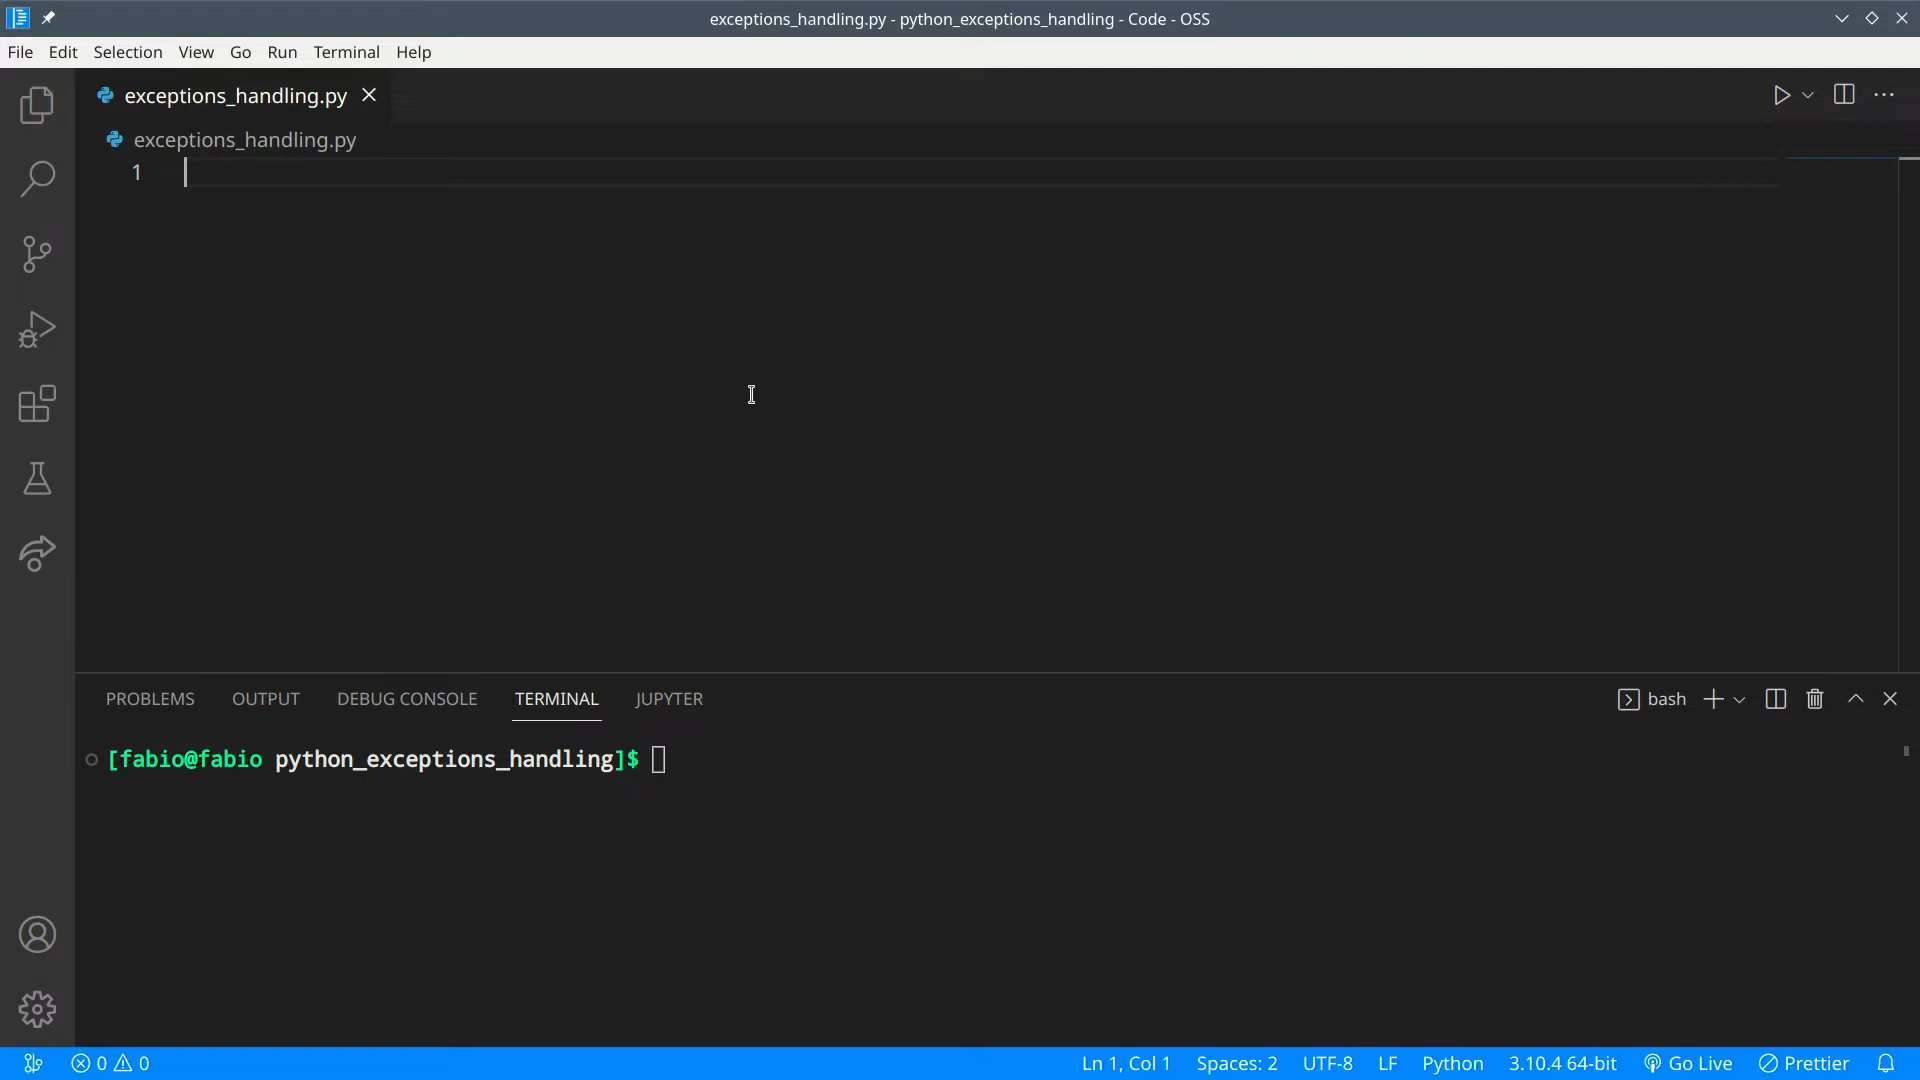 exceptions_handling.py - python_exceptions_handling - Code - OSS
File Edit Selection View Go Run Terminal Help
exceptions_handling.py
exceptions_handling.py
1
PROBLEMS OUTPUT DEBUG CONSOLE TERMINAL JUPYTER bash
[fabio@fabio python_exceptions_handling]$
0 0 Ln 1, Col 1 Spaces: 2 UTF-8 LF Python 3.10.4 64-bit Go Live Prettier